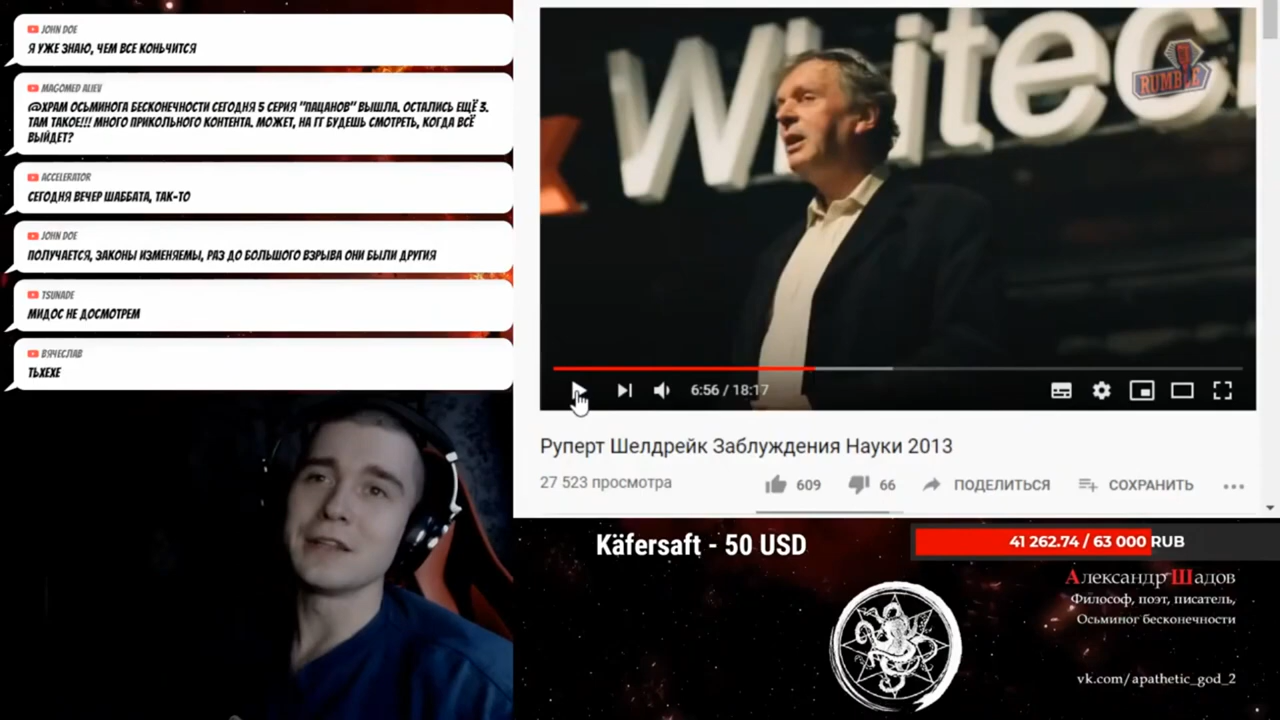 JOHN DOE
Я УЖЕ ЗНАЮ, ЧЕМ ВСЕ КОНЬЧИТСЯ
MAGOMED ALIEV
@ХРАМ ОСЬМИНОГА БЕСКОНЕЧНОСТИ СЕГОДНЯ 5 СЕРИЯ "ПАЦАНОВ" ВЫШЛА. ОСТАЛИСЬ ЕЩЁ 3.
ТАМ ТАКОЕ!!! МНОГО ПРИКОЛЬНОГО КОНТЕНТА. МОЖЕТ, НА ГГ БУДЕШЬ СМОТРЕТЬ, КОГДА ВСЁ
ВЫЙДЕТ?
ACCELERATOR
СЕГОДНЯ ВЕЧЕР ШАББАТА, ТАК-ТО
JOHN DOE
ПОЛУЧАЕТСЯ, ЗАКОНЫ ИЗМЕНЯЕМЫ, РАЗ ДО БОЛЬШОГО ВЗРЫВА ОНИ БЫЛИ ДРУГИЯ
TSUNADE
МИДОС НЕ ДОСМОТРЕМ
ВЯЧЕСЛАВ
ТЬХЕХЕ
Whitec
RUMBLE
6:56 / 18:17
Руперт Шелдрейк Заблуждения Науки 2013
27 523 просмотра
609
66
ПОДЕЛИТЬСЯ
СОХРАНИТЬ
Käfersaft - 50 USD
41 262.74 / 63 000 RUB
Александр Шадов
Философ, поэт, писатель,
Осьминог бесконечности
vk.com/apathetic_god_2